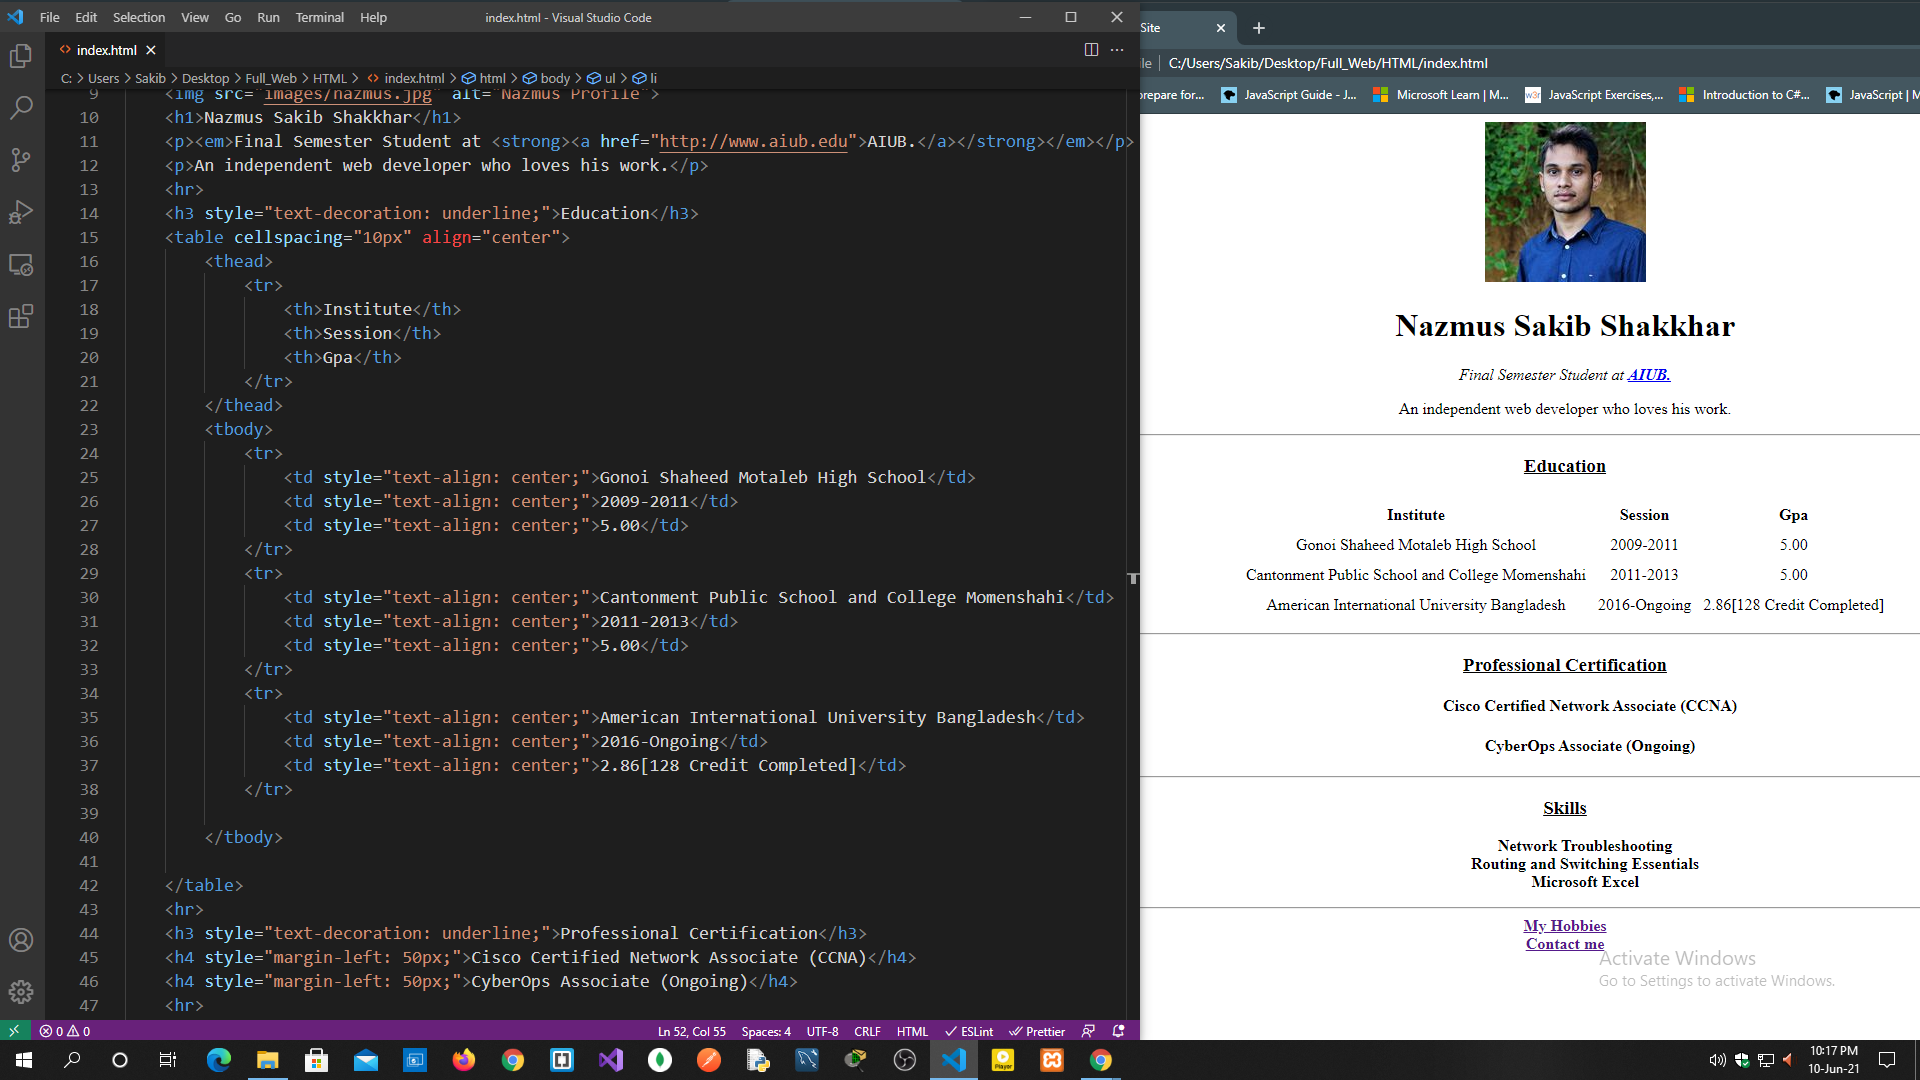 File Edit Selection View Go Run Terminal Help
index.html - Visual Studio Code
index.html
C: > Users > Sakib > Desktop > Full_Web > HTML > index.html > html > body > ul > li
9 <img src="images/nazmus.jpg" alt="Nazmus Profile">
10 <h1>Nazmus Sakib Shakkhar</h1>
11 <p><em>Final Semester Student at <strong><a href="http://www.aiub.edu">AIUB.</a></strong></em></p>
12 <p>An independent web developer who loves his work.</p>
13 <hr>
14 <h3 style="text-decoration: underline;">Education</h3>
15 <table cellspacing="10px" align="center">
16 <thead>
17 <tr>
18 <th>Institute</th>
19 <th>Session</th>
20 <th>Gpa</th>
21 </tr>
22 </thead>
23 <tbody>
24 <tr>
25 <td style="text-align: center;">Gonoi Shaheed Motaleb High School</td>
26 <td style="text-align: center;">2009-2011</td>
27 <td style="text-align: center;">5.00</td>
28 </tr>
29 <tr>
30 <td style="text-align: center;">Cantonment Public School and College Momenshahi</td>
31 <td style="text-align: center;">2011-2013</td>
32 <td style="text-align: center;">5.00</td>
33 </tr>
34 <tr>
35 <td style="text-align: center;">American International University Bangladesh</td>
36 <td style="text-align: center;">2016-Ongoing</td>
37 <td style="text-align: center;">2.86[128 Credit Completed]</td>
38 </tr>
39
40 </tbody>
41
42 </table>
43 <hr>
44 <h3 style="text-decoration: underline;">Professional Certification</h3>
45 <h4 style="margin-left: 50px;">Cisco Certified Network Associate (CCNA)</h4>
46 <h4 style="margin-left: 50px;">CyberOps Associate (Ongoing)</h4>
47 <hr>
0 0
Ln 52, Col 55 Spaces: 4 UTF-8 CRLF HTML ESLint Prettier
Site
C:/Users/Sakib/Desktop/Full_Web/HTML/index.html
prepare for... JavaScript Guide - J... Microsoft Learn | M... w3r JavaScript Exercises,... Introduction to C#... JavaScript | M
Nazmus Sakib Shakkhar
Final Semester Student at AIUB.
An independent web developer who loves his work.
Education
Institute Session Gpa
Gonoi Shaheed Motaleb High School 2009-2011 5.00
Cantonment Public School and College Momenshahi 2011-2013 5.00
American International University Bangladesh 2016-Ongoing 2.86[128 Credit Completed]
Professional Certification
Cisco Certified Network Associate (CCNA)
CyberOps Associate (Ongoing)
Skills
Network Troubleshooting
Routing and Switching Essentials
Microsoft Excel
My Hobbies
Contact me
Activate Windows
Go to Settings to activate Windows.
Player
10:17 PM
10-Jun-21